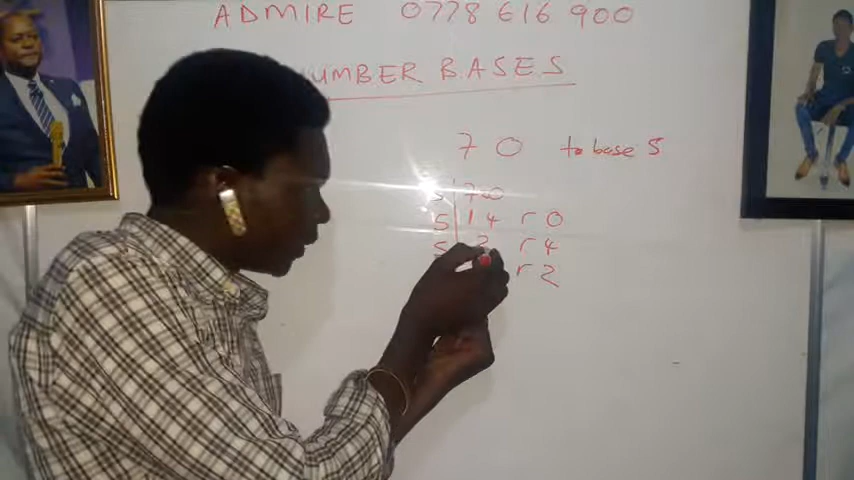 ADMIRE 0778 616 900
NUMBER BASES
70 to base 5
5 | 70
5 | 14 r 0
5 | 2 r 4
r 2